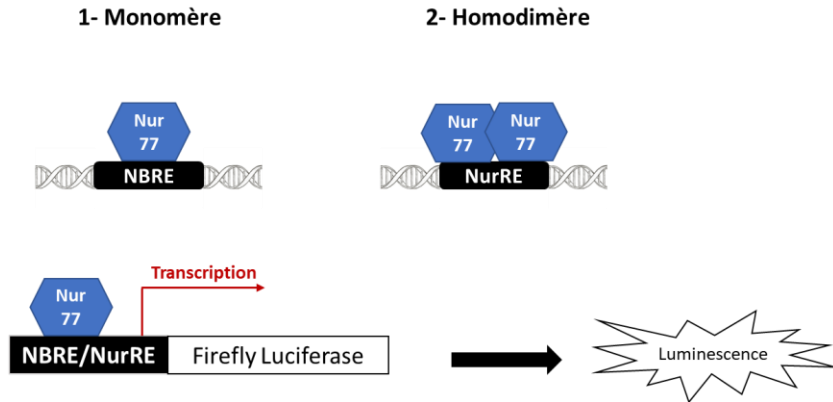 1- Monomère
2- Homodimère
Nur
77
NBRE
Nur
77
Nur
77
NurRE
Transcription
Nur
77
NBRE/NurRE
Firefly Luciferase
Luminescence